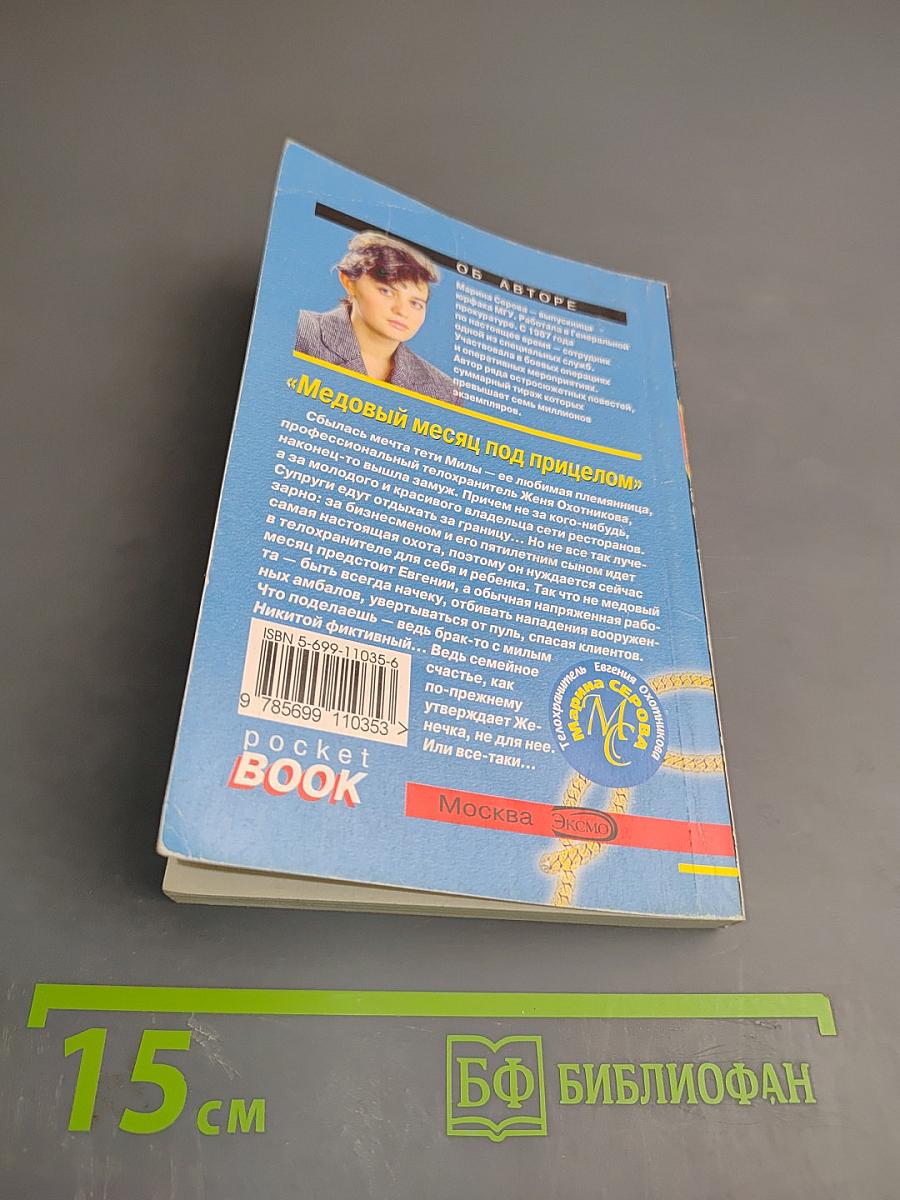 ОБ АВТОРЕ
Марина Серова — выпускница
юрфака МГУ. Работала в Генеральной
прокуратуре. С 1987 года
по настоящее время — сотрудник
одной из специальных служб.
Участвовала в боевых операциях
и оперативных мероприятиях.
Автор ряда остросюжетных повестей,
суммарный тираж которых
превышает семь миллионов
экземпляров.
«Медовый месяц под прицелом»
Сбылась мечта тети Милы — ее любимая племянница,
профессиональный телохранитель Женя Охотникова,
наконец-то вышла замуж. Причем не за кого-нибудь,
а за молодого и красивого владельца сети ресторанов.
Супруги едут отдыхать за границу... Но не все так луче-
зарно: за бизнесменом и его пятилетним сыном идет
самая настоящая охота, поэтому он нуждается сейчас
в телохранителе для себя и ребенка. Так что не медовый
месяц предстоит Евгении, а обычная напряженная рабо-
та — быть всегда начеку, отбивать нападения вооружен-
ных амбалов, увертываться от пуль, спасая клиентов.
Что поделаешь — ведь брак-то с милым
Никитой фиктивный... Ведь семейное
счастье, как
по-прежнему
утверждает Же-
нечка, не для нее.
Или все-таки...
ISBN 5-699-11035-6
9 785699 110353 >
pocket
BOOK
Телохранитель Евгения Охотникова
Марина СЕРОВА
МС
Москва ЭКСМО
15 см
БФ БИБЛИОФАН